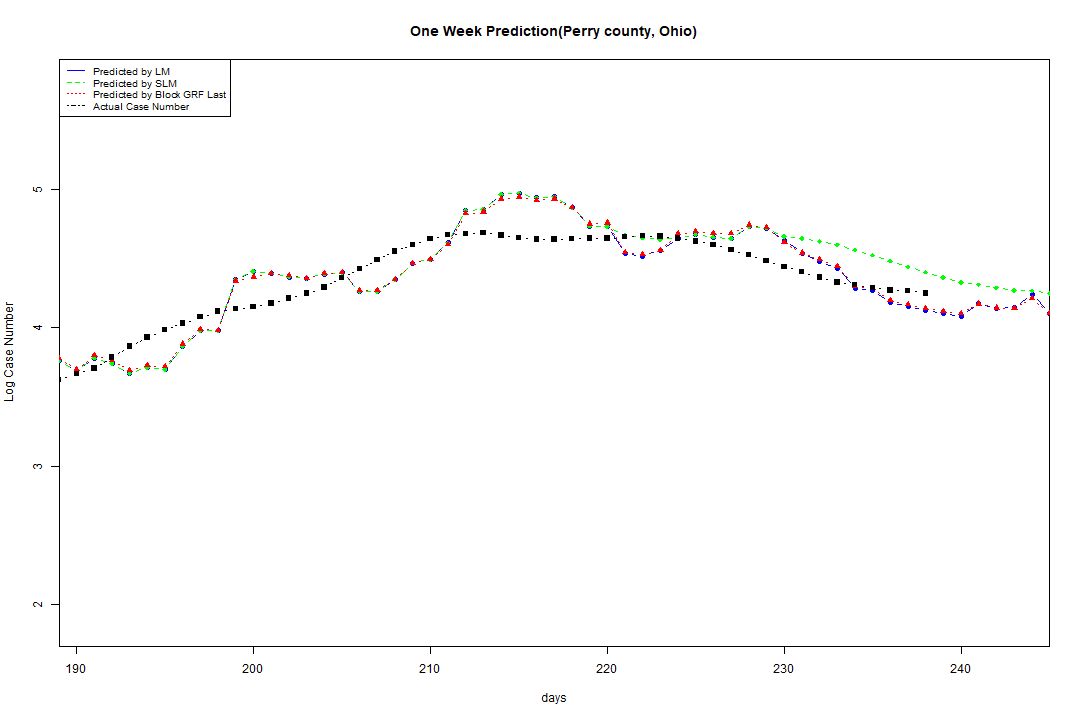 One Week Prediction(Perry county, Ohio)
Predicted by LM
Predicted by SLM
Predicted by Block GRF Last
Actual Case Number
5
4
3
2
Log Case Number
190 200 210 220 230 240
days